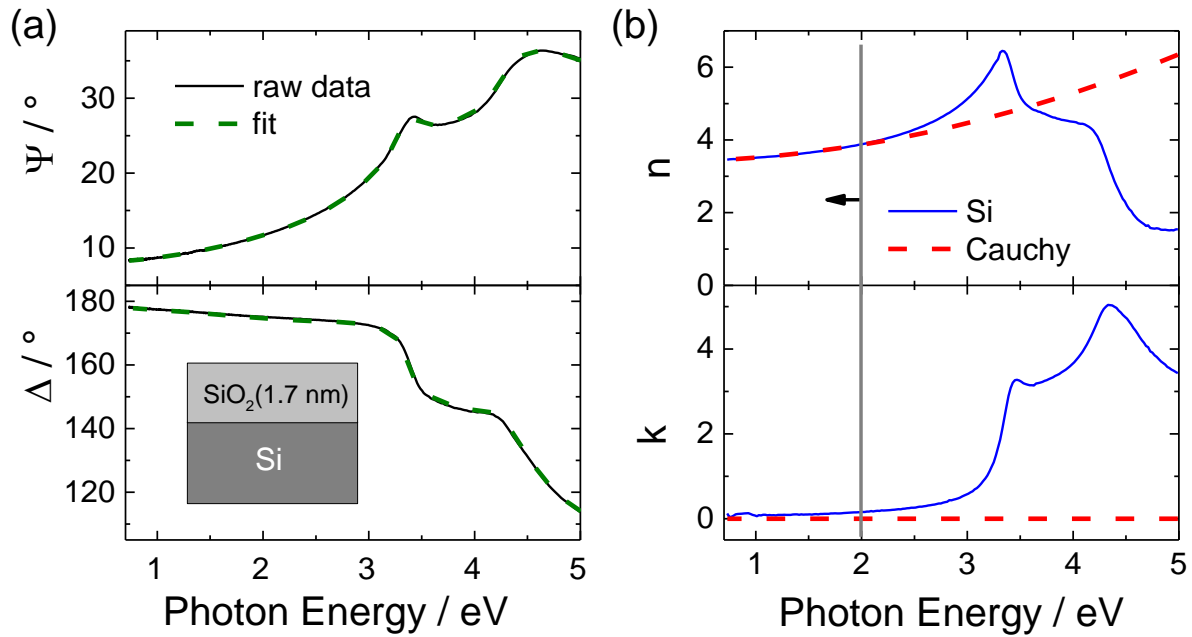 (a)
raw data
fit
Ψ / °
30
20
10
180
160
140
120
Δ / °
SiO2(1.7 nm)
Si
1 2 3 4 5
Photon Energy / eV
(b)
6
4
2
0
n
Si
Cauchy
4
2
0
k
1 2 3 4 5
Photon Energy / eV